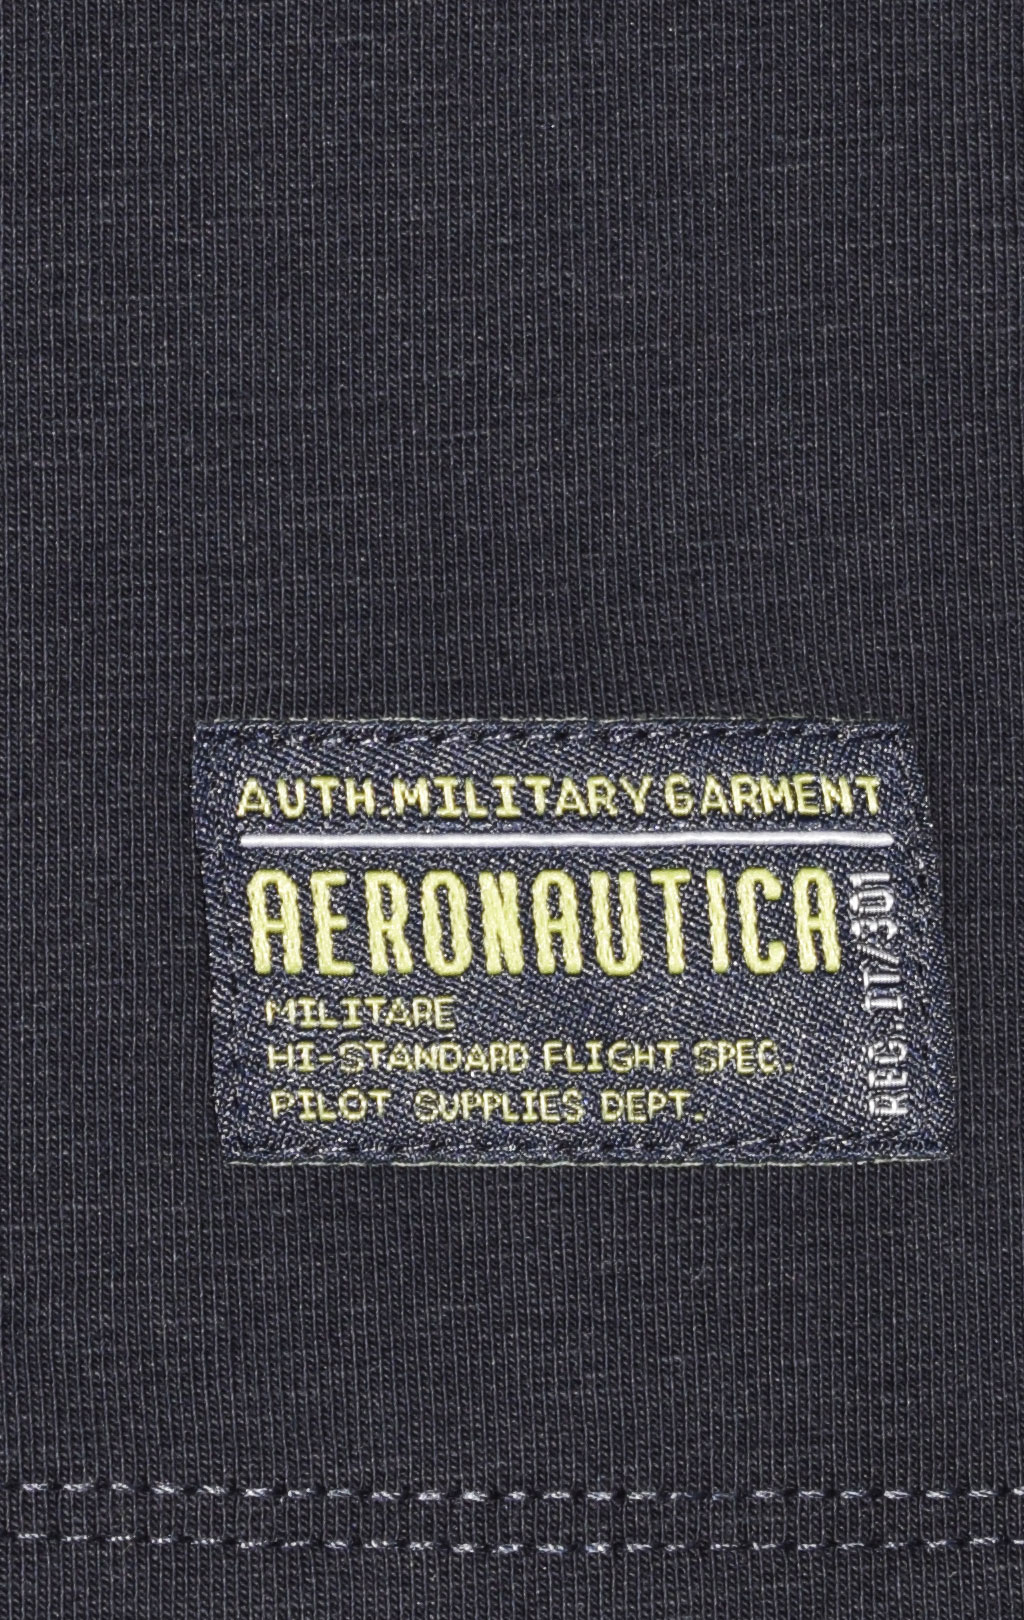 AUTH.MILITARY GARMENT
AERONAUTICA
MILITARE
HI-STANDARD FLIGHT SPEC.
PILOT SUPPLIES DEPT.
REG.IT/301